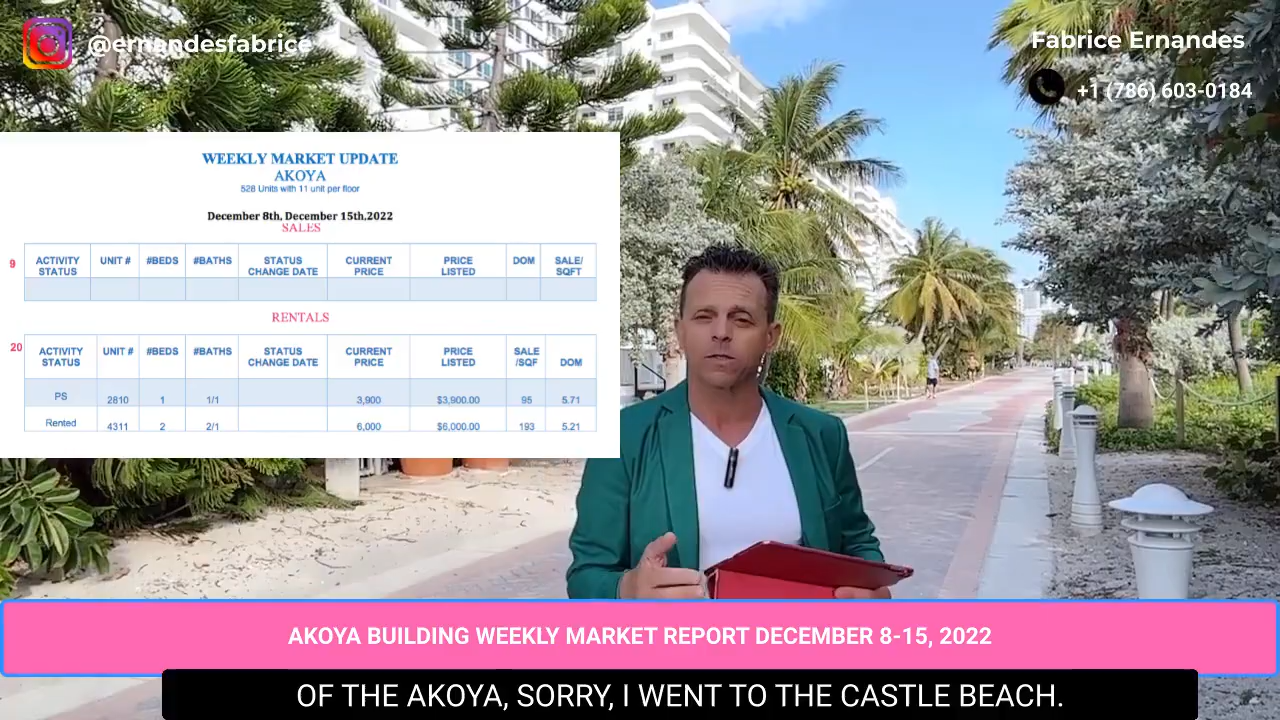 @ernandesfabrice
Fabrice Ernandes
+1 (786) 603-0184
WEEKLY MARKET UPDATE
AKOYA
528 Units with 11 unit per floor
December 8th, December 15th,2022
SALES
9
ACTIVITY STATUS UNIT # #BEDS #BATHS STATUS CHANGE DATE CURRENT PRICE PRICE LISTED DOM SALE/ SQFT
RENTALS
20
ACTIVITY STATUS UNIT # #BEDS #BATHS STATUS CHANGE DATE CURRENT PRICE PRICE LISTED SALE /SQF DOM
PS 2810 1 1/1 3,900 $3,900.00 95 5.71
Rented 4311 2 2/1 6,000 $6,000.00 193 5.21
AKOYA BUILDING WEEKLY MARKET REPORT DECEMBER 8-15, 2022
OF THE AKOYA, SORRY, I WENT TO THE CASTLE BEACH.